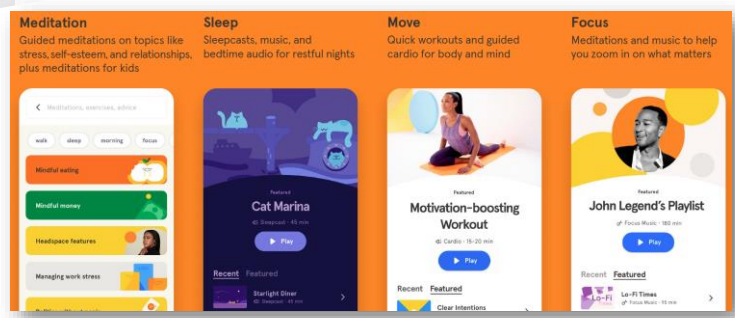 Meditation
Guided meditations on topics like
stress, self-esteem, and relationships,
plus meditations for kids
Sleep
Sleepcasts, music, and
bedtime audio for restful nights
Move
Quick workouts and guided
cardio for body and mind
Focus
Meditations and music to help
you zoom in on what matters
Meditations, exercises, advice
walk
sleep
morning
focus
Mindful eating
Mindful money
Headspace features
Managing work stress
Featured
Cat Marina
Sleepcast · 45 min
Play
Recent Featured
Starlight Diner
Sleepcast · 45 min
Featured
Motivation-boosting
Workout
Cardio · 15-20 min
Play
Recent Featured
Clear Intentions
Featured
John Legend's Playlist
Focus Music · 180 min
Play
Recent Featured
Lo-Fi
Lo-Fi Times
Focus Music · 95 min